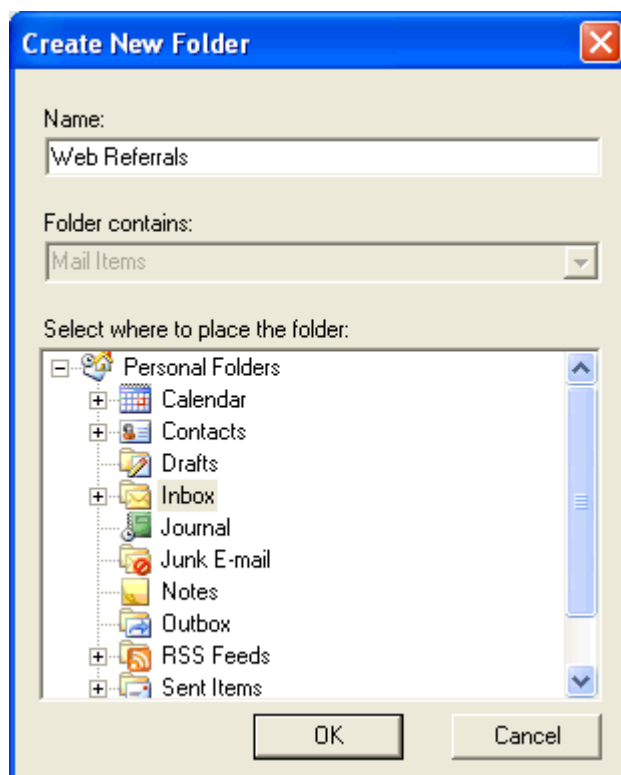 Create New Folder
Name:
Web Referrals
Folder contains:
Mail Items
Select where to place the folder:
Personal Folders
Calendar
Contacts
Drafts
Inbox
Journal
Junk E-mail
Notes
Outbox
RSS Feeds
Sent Items
OK Cancel